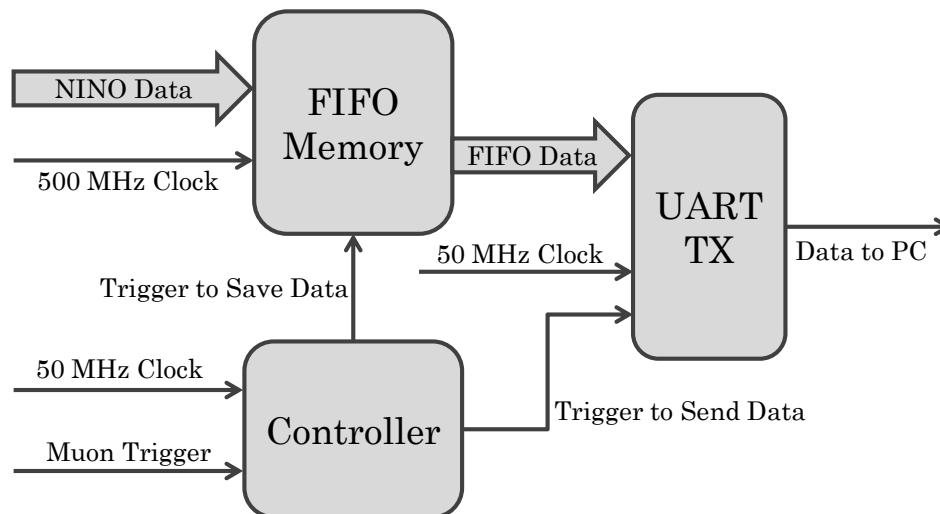 NINO Data
500 MHz Clock
FIFO
Memory
FIFO Data
UART
TX
50 MHz Clock
Data to PC
Trigger to Save Data
50 MHz Clock
Muon Trigger
Controller
Trigger to Send Data